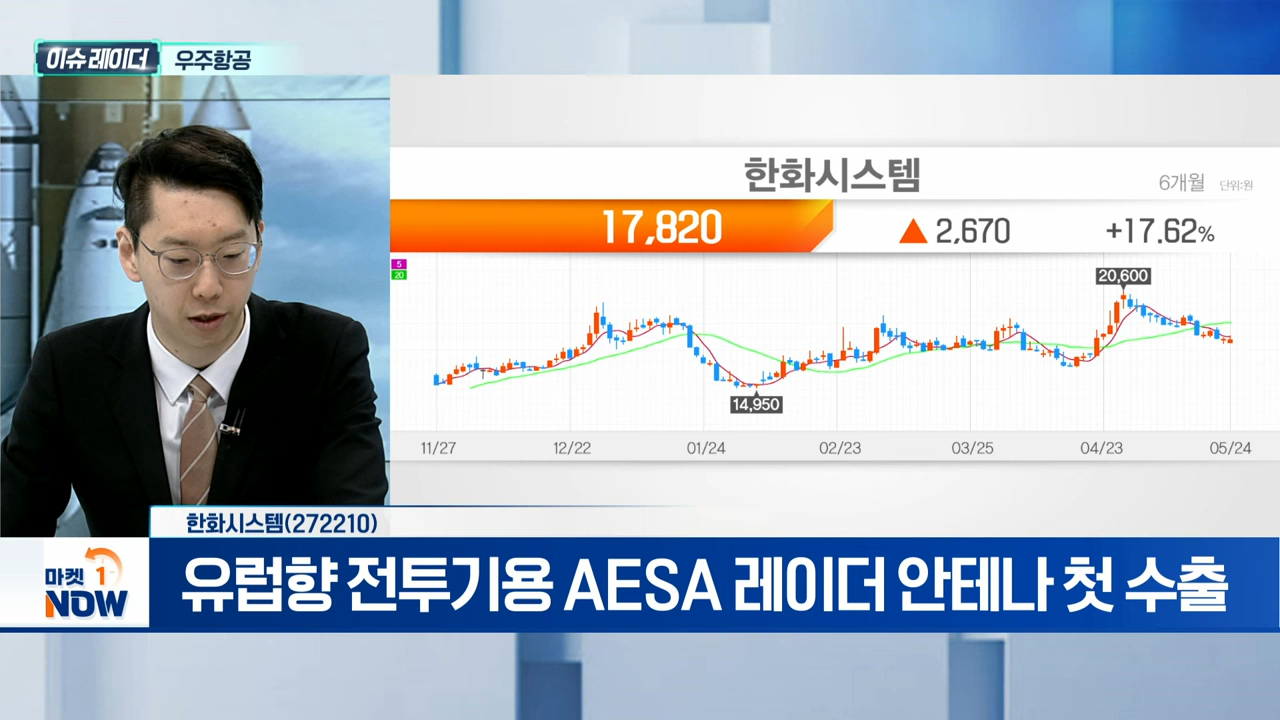 이슈 레이더 우주항공
한화시스템
6개월 단위:원
17,820 ▲ 2,670 +17.62%
5
20
20,600
14,950
11/27 12/22 01/24 02/23 03/25 04/23 05/24
한화시스템(272210)
마켓 1
NOW
유럽향 전투기용 AESA 레이더 안테나 첫 수출